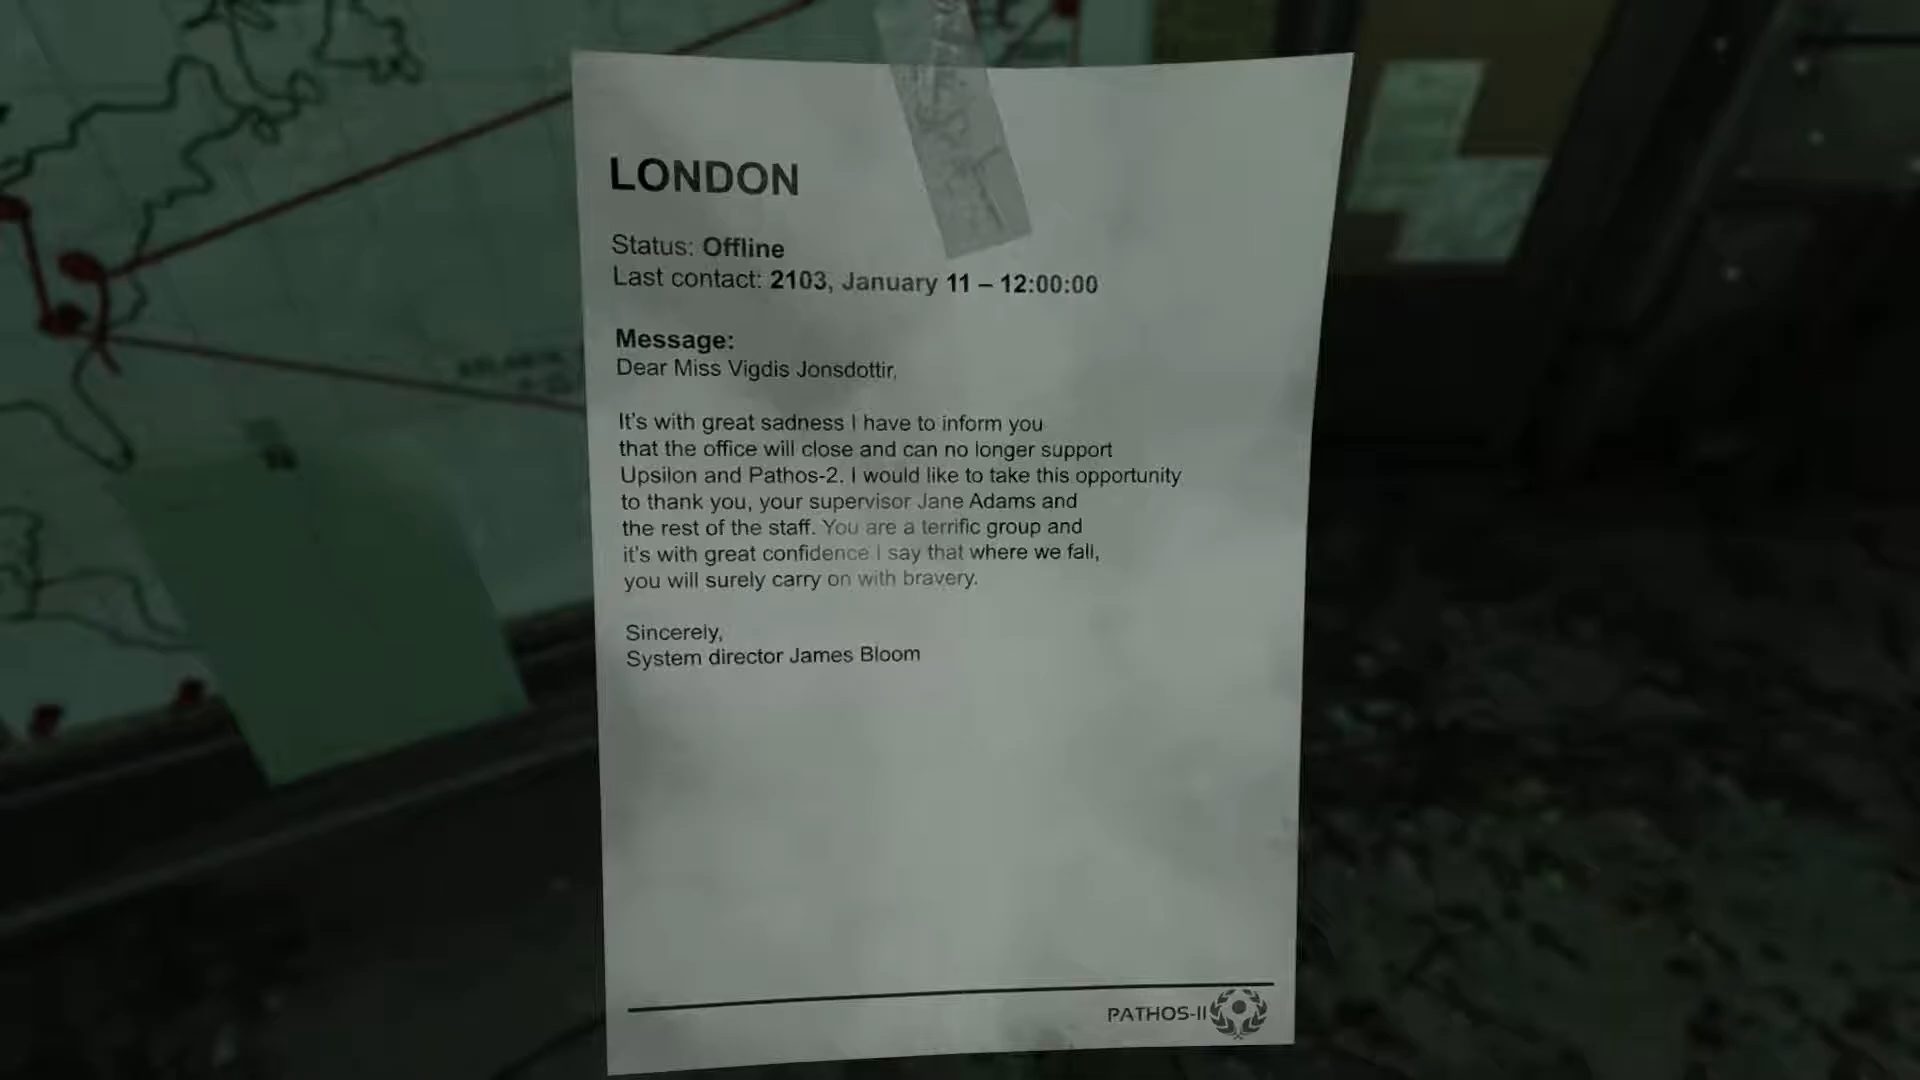 LONDON
Status: Offline
Last contact: 2103, January 11 – 12:00:00
Message:
Dear Miss Vigdis Jonsdottir,
It's with great sadness I have to inform you
that the office will close and can no longer support
Upsilon and Pathos-2. I would like to take this opportunity
to thank you, your supervisor Jane Adams and
the rest of the staff. You are a terrific group and
it's with great confidence I say that where we fall,
you will surely carry on with bravery.
Sincerely,
System director James Bloom
PATHOS-II